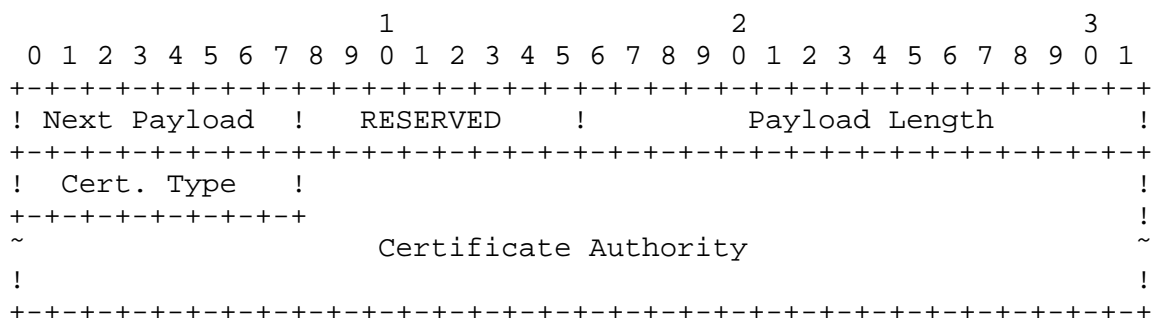 1                   2                   3
 0 1 2 3 4 5 6 7 8 9 0 1 2 3 4 5 6 7 8 9 0 1 2 3 4 5 6 7 8 9 0 1
+-+-+-+-+-+-+-+-+-+-+-+-+-+-+-+-+-+-+-+-+-+-+-+-+-+-+-+-+-+-+-+-+
! Next Payload  !   RESERVED    !         Payload Length        !
+-+-+-+-+-+-+-+-+-+-+-+-+-+-+-+-+-+-+-+-+-+-+-+-+-+-+-+-+-+-+-+-+
!  Cert. Type   !                                               !
+-+-+-+-+-+-+-+-+                                               !
~                    Certificate Authority                      ~
!                                                               !
+-+-+-+-+-+-+-+-+-+-+-+-+-+-+-+-+-+-+-+-+-+-+-+-+-+-+-+-+-+-+-+-+